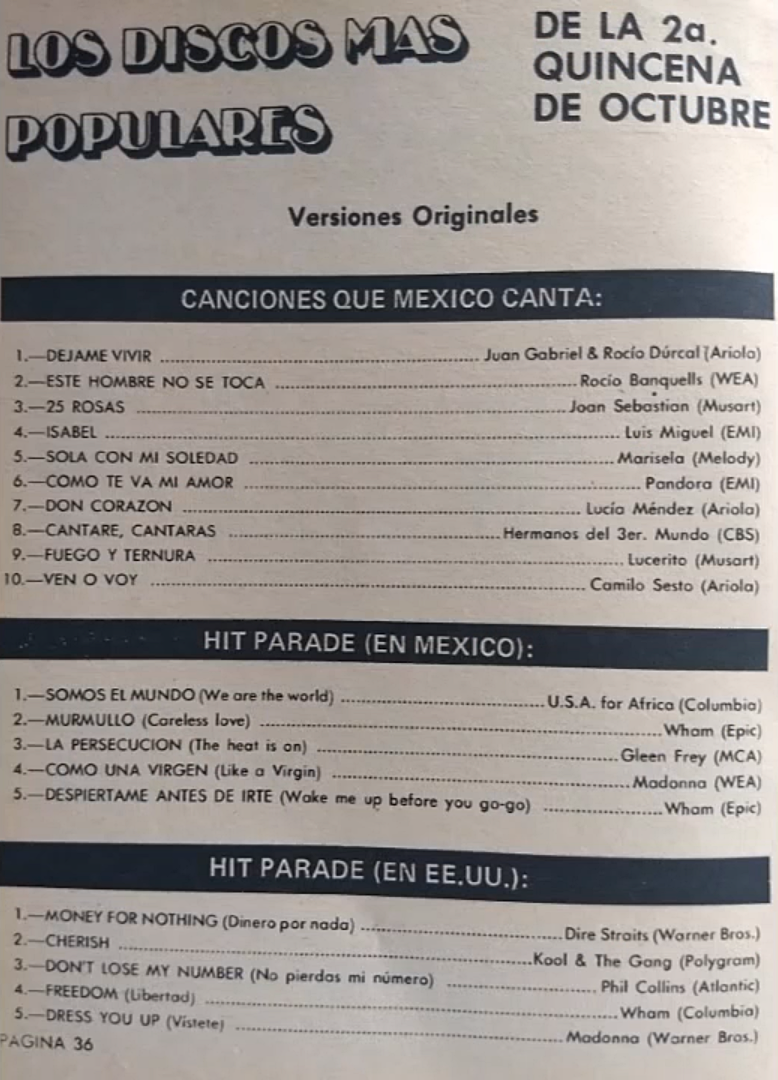 LOS DISCOS MAS
POPULARES
DE LA 2a.
QUINCENA
DE OCTUBRE
Versiones Originales
CANCIONES QUE MEXICO CANTA:
1.—DEJAME VIVIR ........ Juan Gabriel & Rocío Dúrcal (Ariola)
2.—ESTE HOMBRE NO SE TOCA ........ Rocío Banquells (WEA)
3.—25 ROSAS ........ Joan Sebastian (Musart)
4.—ISABEL ........ Luis Miguel (EMI)
5.—SOLA CON MI SOLEDAD ........ Marisela (Melody)
6.—COMO TE VA MI AMOR ........ Pandora (EMI)
7.—DON CORAZON ........ Lucía Méndez (Ariola)
8.—CANTARE, CANTARAS ........ Hermanos del 3er. Mundo (CBS)
9.—FUEGO Y TERNURA ........ Lucerito (Musart)
10.—VEN O VOY ........ Camilo Sesto (Ariola)
HIT PARADE (EN MEXICO):
1.—SOMOS EL MUNDO (We are the world) ........ U.S.A. for Africa (Columbia)
2.—MURMULLO (Careless love) ........ Wham (Epic)
3.—LA PERSECUCION (The heat is on) ........ Gleen Frey (MCA)
4.—COMO UNA VIRGEN (Like a Virgin) ........ Madonna (WEA)
5.—DESPIERTAME ANTES DE IRTE (Wake me up before you go-go) ........ Wham (Epic)
HIT PARADE (EN EE.UU.):
1.—MONEY FOR NOTHING (Dinero por nada) ........ Dire Straits (Warner Bros.)
2.—CHERISH ........ Kool & The Gang (Polygram)
3.—DON'T LOSE MY NUMBER (No pierdas mi número) ........ Phil Collins (Atlantic)
4.—FREEDOM (Libertad) ........ Wham (Columbia)
5.—DRESS YOU UP (Vístete) ........ Madonna (Warner Bros.)
PAGINA 36